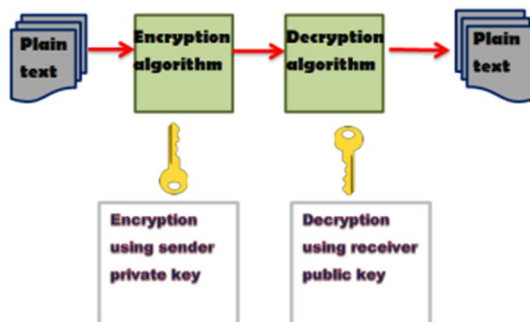 Plain
text
Encryption
algorithm
Decryption
algorithm
Plain
text
Encryption
using sender
private key
Decryption
using receiver
public key